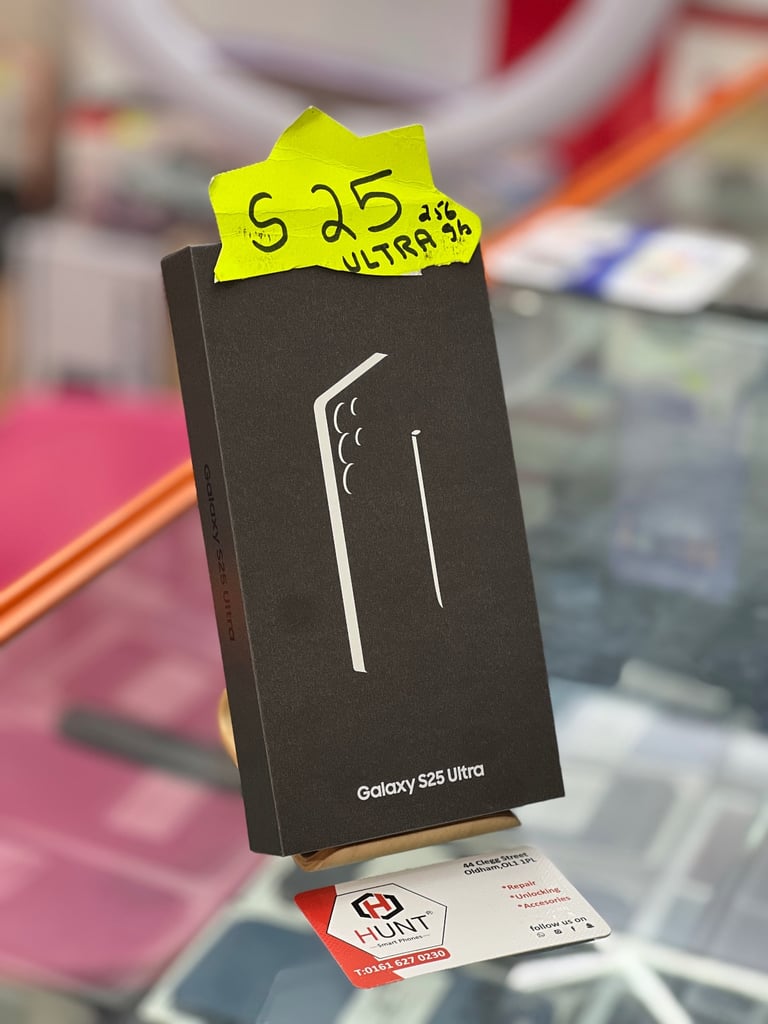 S 25
256
ULTRA gb
Galaxy S25 Ultra
Galaxy S25 Ultra
44 Clegg Street
Oldham,OL1 1PL
*Repair
*Unlocking
*Accesories
follow us on
HUNT®
Smart Phones
T:0161 627 0230